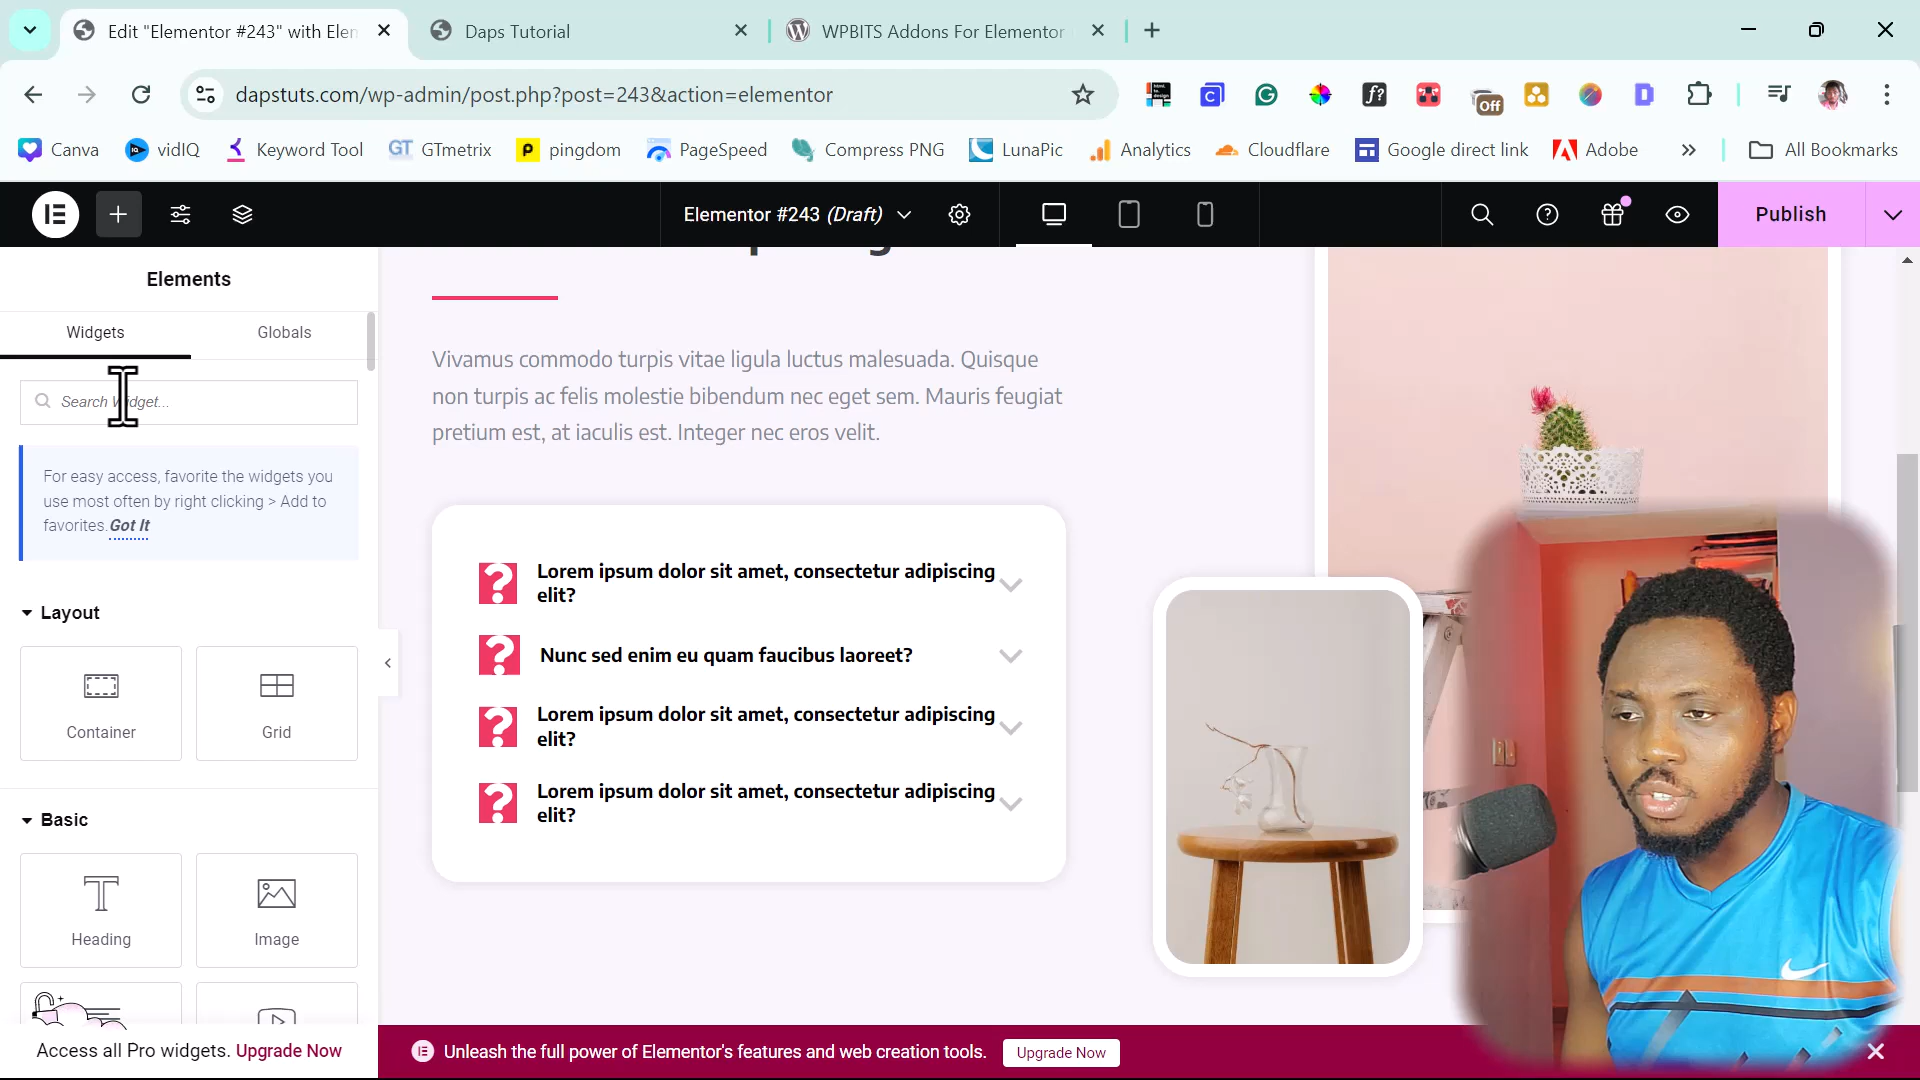 Edit "Elementor #243" with Elem
Daps Tutorial
WPBITS Addons For Elementor
dapstuts.com/wp-admin/post.php?post=243&action=elementor
Off
Canva
vidIQ
Keyword Tool
GT GTmetrix
pingdom
PageSpeed
Compress PNG
LunaPic
Analytics
Cloudflare
Google direct link
Adobe
All Bookmarks
Elementor #243 (Draft)
Publish
Elements
Widgets
Globals
Search Widget...
For easy access, favorite the widgets you
use most often by right clicking > Add to
favorites. Got It
Layout
Container
Grid
Basic
Heading
Image
Access all Pro widgets. Upgrade Now
Vivamus commodo turpis vitae ligula luctus malesuada. Quisque
non turpis ac felis molestie bibendum nec eget sem. Mauris feugiat
pretium est, at iaculis est. Integer nec eros velit.
Lorem ipsum dolor sit amet, consectetur adipiscing
elit?
Nunc sed enim eu quam faucibus laoreet?
Lorem ipsum dolor sit amet, consectetur adipiscing
elit?
Lorem ipsum dolor sit amet, consectetur adipiscing
elit?
Unleash the full power of Elementor's features and web creation tools.
Upgrade Now